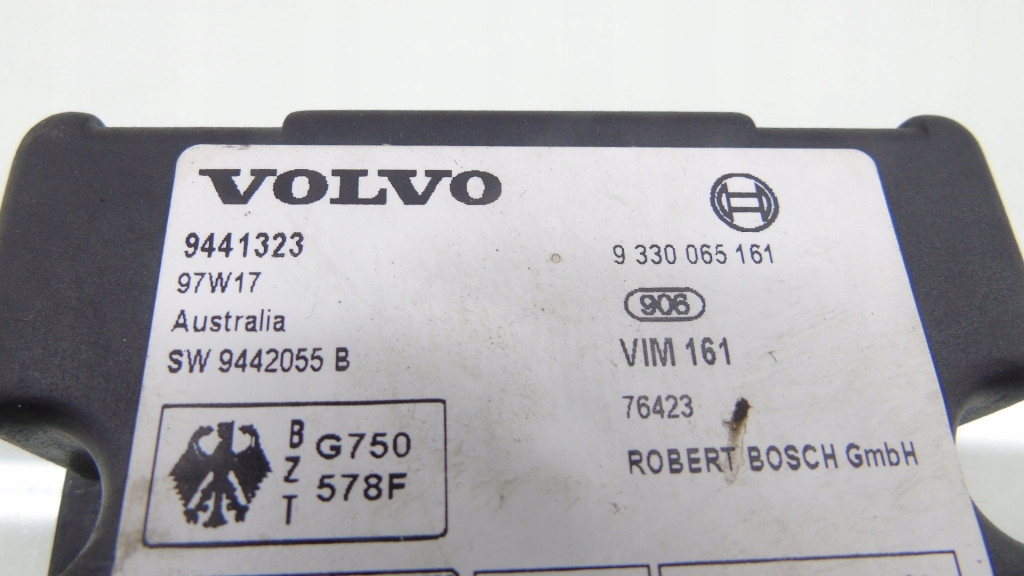 VOLVO
9441323
97W17
Australia
SW 9442055 B
BZT
G750
578F
9 330 065 161
906
VIM 161
76423
ROBERT BOSCH GmbH